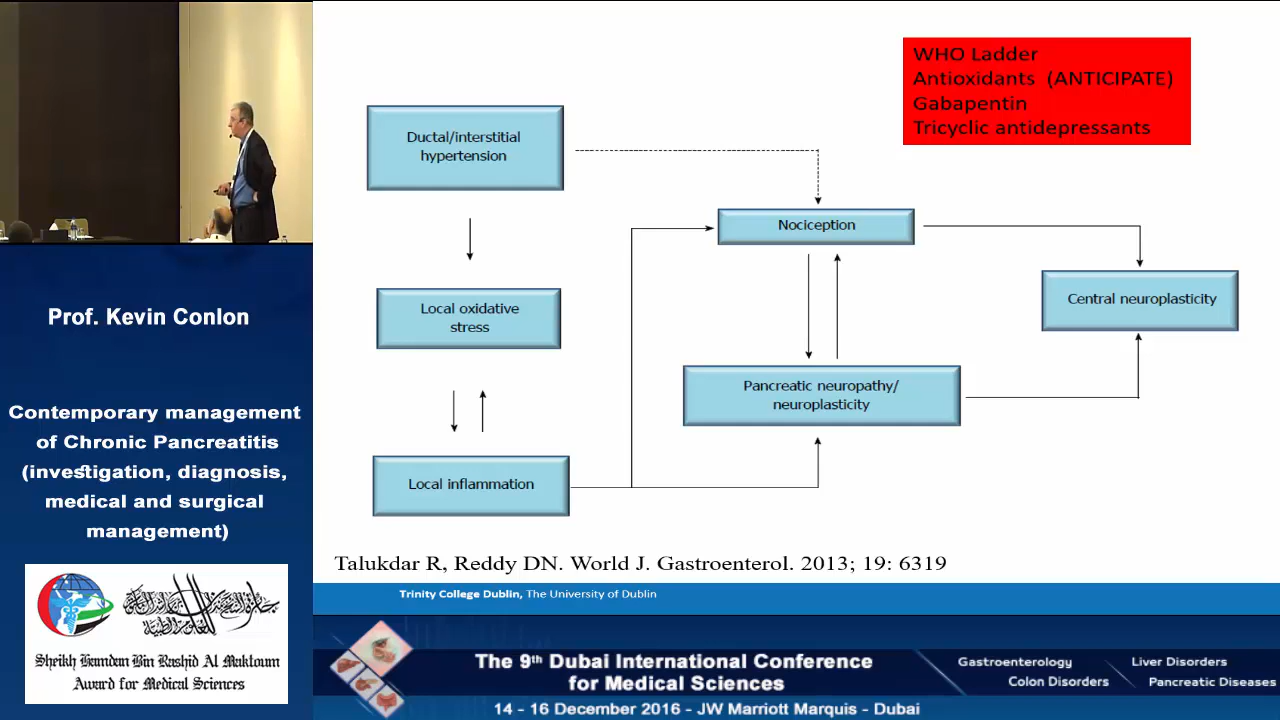 WHO Ladder
Antioxidants (ANTICIPATE)
Gabapentin
Tricyclic antidepressants
Ductal/interstitial
hypertension
Nociception
Central neuroplasticity
Local oxidative
stress
Pancreatic neuropathy/
neuroplasticity
Local inflammation
Talukdar R, Reddy DN. World J. Gastroenterol. 2013; 19: 6319
Trinity College Dublin, The University of Dublin
Prof. Kevin Conlon
Contemporary management
of Chronic Pancreatitis
(investigation, diagnosis,
medical and surgical
management)
Sheikh Hamdan Bin Rashid Al Maktoum
Award for Medical Sciences
The 9th Dubai International Conference
for Medical Sciences
Gastroenterology
Liver Disorders
Colon Disorders
Pancreatic Diseases
14 - 16 December 2016 - JW Marriott Marquis - Dubai